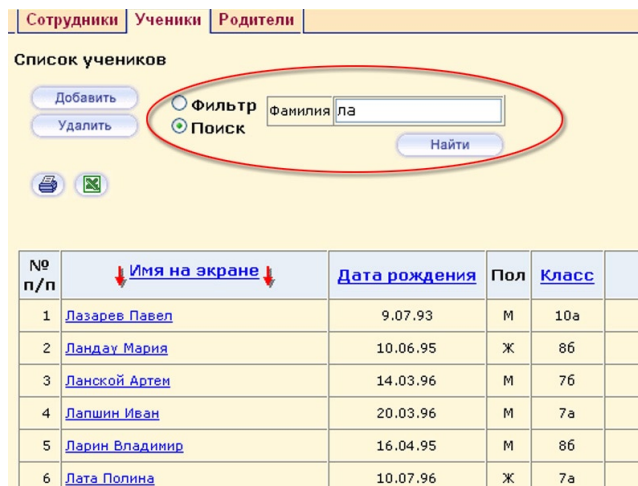 Сотрудники Ученики Родители
Список учеников
Добавить
Удалить
Фильтр
Поиск
Фамилия ла
Найти
№ п/п Имя на экране Дата рождения Пол Класс
1 Лазарев Павел 9.07.93 М 10а
2 Ландау Мария 10.06.95 Ж 8б
3 Ланской Артем 14.03.96 М 7б
4 Лапшин Иван 20.03.96 М 7а
5 Ларин Владимир 16.04.95 М 8б
6 Лата Полина 10.07.96 Ж 7а